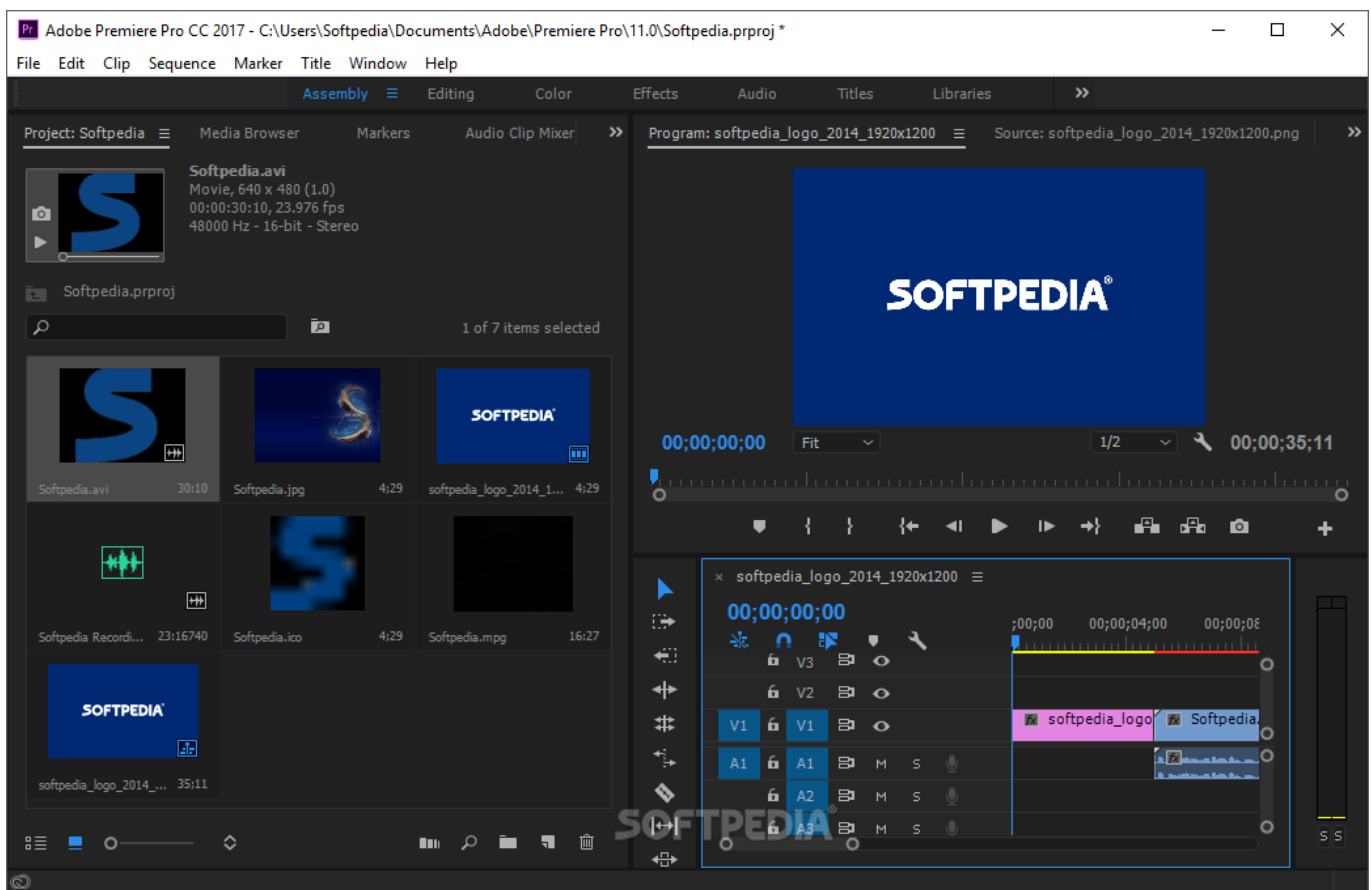 Pr Adobe Premiere Pro CC 2017 - C:\Users\Softpedia\Documents\Adobe\Premiere Pro\11.0\Softpedia.prproj *
File Edit Clip Sequence Marker Title Window Help
Assembly Editing Color Effects Audio Titles Libraries
Project: Softpedia Media Browser Markers Audio Clip Mixer
Softpedia.avi
Movie, 640 x 480 (1.0)
00:00:30:10, 23.976 fps
48000 Hz - 16-bit - Stereo
Softpedia.prproj
1 of 7 items selected
SOFTPEDIA
Softpedia.avi 30:10 Softpedia.jpg 4;29 softpedia_logo_2014_1... 4;29
Softpedia Recordi... 23:16740 Softpedia.ico 4;29 Softpedia.mpg 16:27
SOFTPEDIA
softpedia_logo_2014_... 35;11
Program: softpedia_logo_2014_1920x1200 Source: softpedia_logo_2014_1920x1200.png
SOFTPEDIA®
00;00;00;00 Fit 1/2 00;00;35;11
× softpedia_logo_2014_1920x1200
00;00;00;00
;00;00 00;00;04;00 00;00;08
V3
V2
V1 V1 fx softpedia_logo fx Softpedia.
A1 A1 M S fx
A2 M S
A3 M S
S S
SOFTPEDIA®